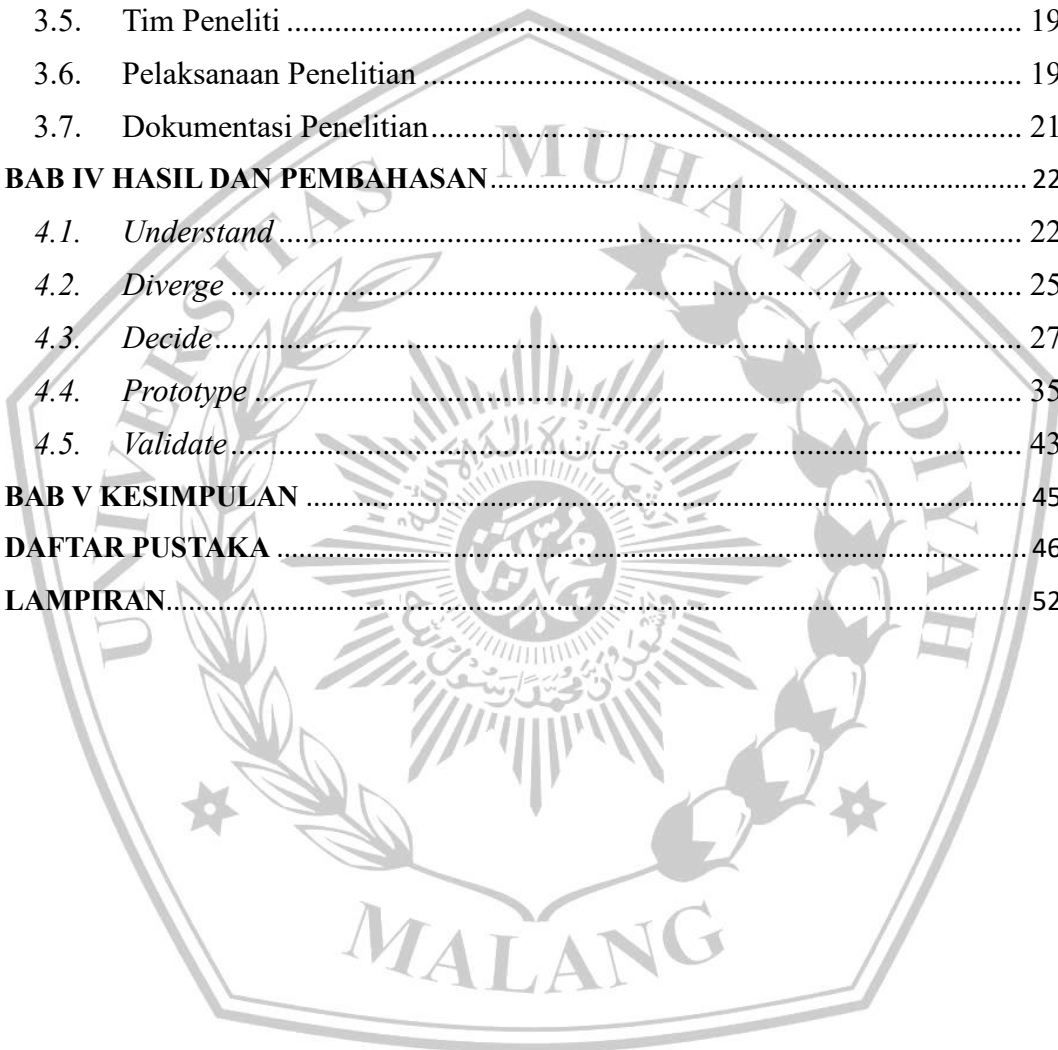 3.5. Tim Peneliti ........ 19
3.6. Pelaksanaan Penelitian ........ 19
3.7. Dokumentasi Penelitian ........ 21
BAB IV HASIL DAN PEMBAHASAN ........ 22
4.1. Understand ........ 22
4.2. Diverge ........ 25
4.3. Decide ........ 27
4.4. Prototype ........ 35
4.5. Validate ........ 43
BAB V KESIMPULAN ........ 45
DAFTAR PUSTAKA ........ 46
LAMPIRAN ........ 52
UNIVERSITAS MUHAMMADIYAH
MALANG